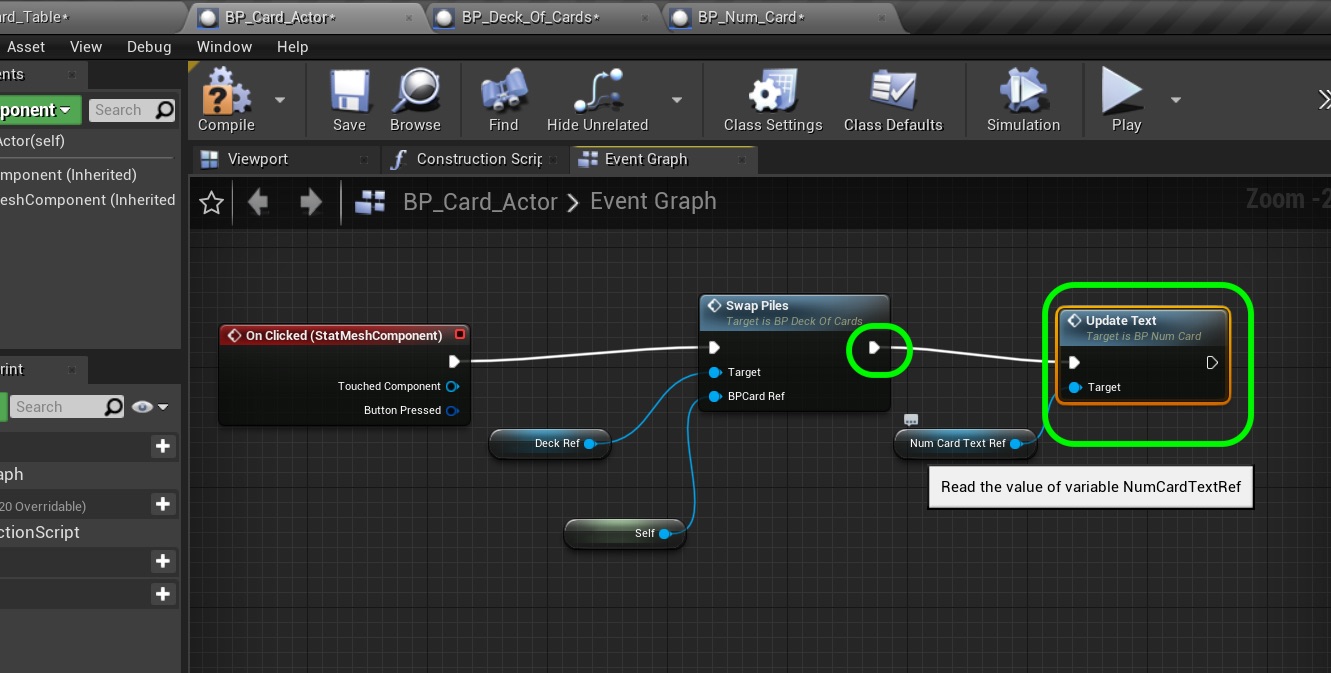 rd_Table*
BP_Card_Actor*
BP_Deck_Of_Cards*
BP_Num_Card*
Asset View Debug Window Help
ents
ponent
Search
Actor(self)
mponent (Inherited)
eshComponent (Inherited
Compile
Save
Browse
Find
Hide Unrelated
Class Settings
Class Defaults
Simulation
Play
Viewport
Construction Scrip
Event Graph
BP_Card_Actor > Event Graph
Zoom -2
On Clicked (StatMeshComponent)
Touched Component
Button Pressed
Swap Piles
Target is BP Deck Of Cards
Target
BPCard Ref
Update Text
Target is BP Num Card
Target
Deck Ref
Num Card Text Ref
Self
Read the value of variable NumCardTextRef
rint
Search
aph
20 Overridable)
ctionScript